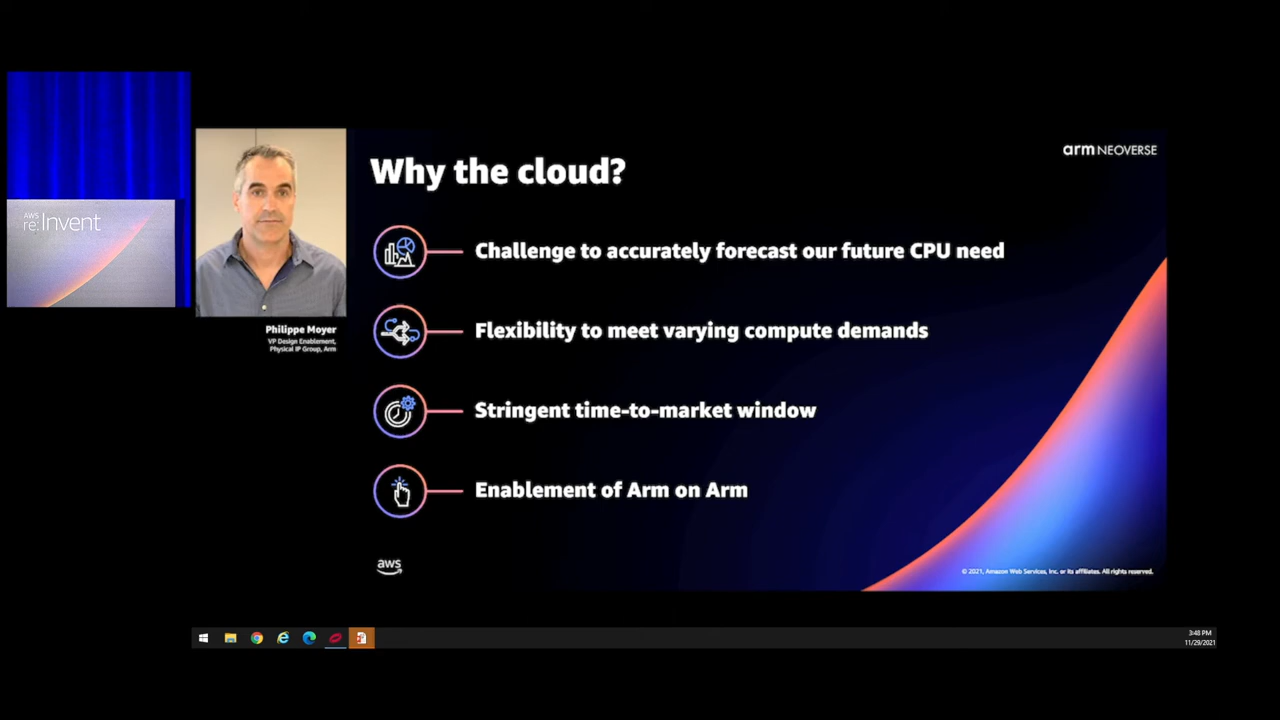 AWS
re:Invent
Philippe Moyer
VP Design Enablement,
Physical IP Group, Arm
Why the cloud?
arm NEOVERSE
Challenge to accurately forecast our future CPU need
Flexibility to meet varying compute demands
Stringent time-to-market window
Enablement of Arm on Arm
aws
© 2021, Amazon Web Services, Inc. or its affiliates. All rights reserved.
3:48 PM
11/29/2021